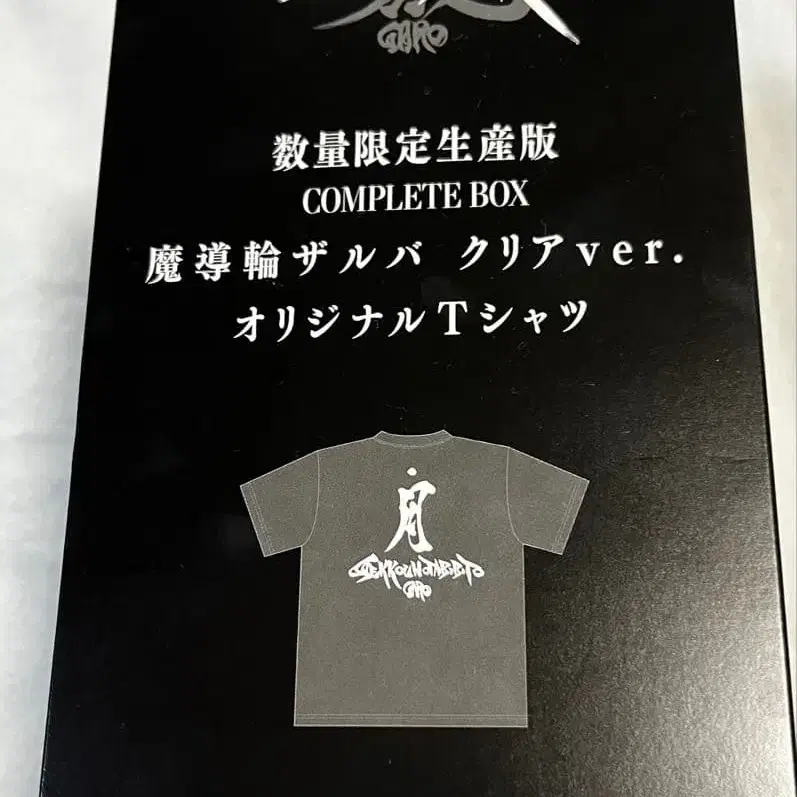 GARO
数量限定生産版
COMPLETE BOX
魔導輪ザルバ クリアver.
オリジナルTシャツ
月
GEKKOUNOTABIBITO
GARO